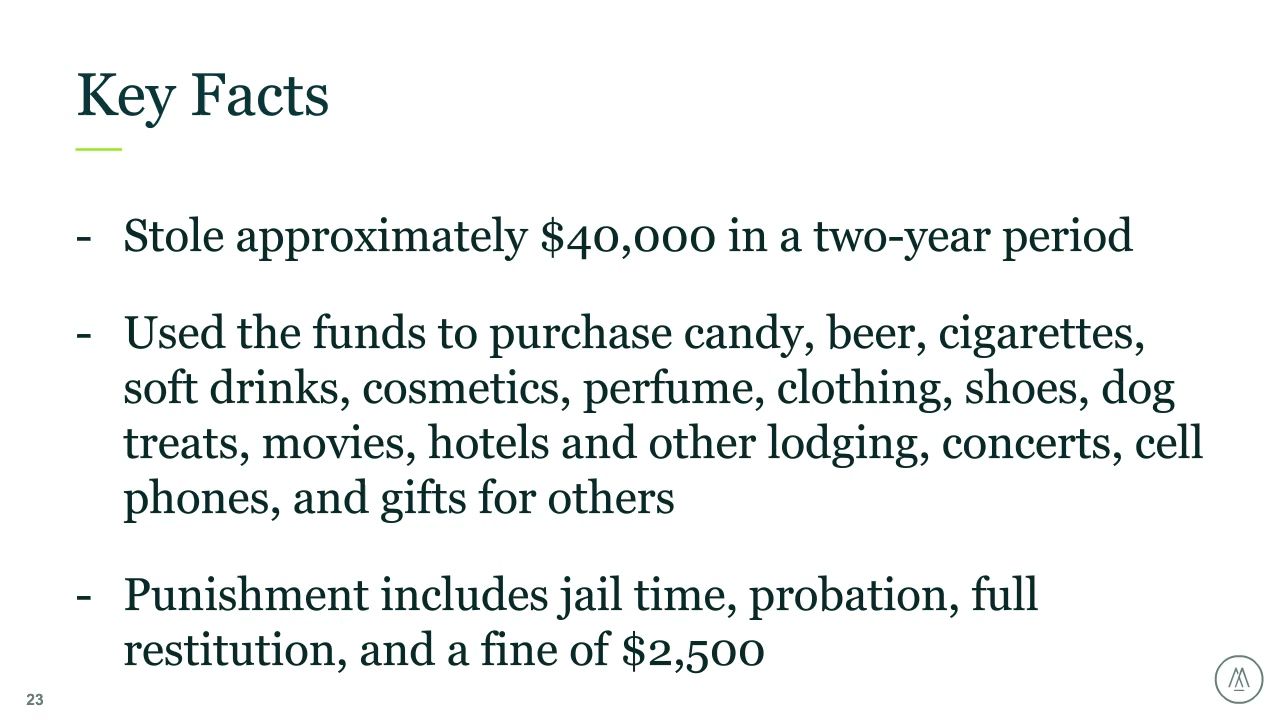 Key Facts
- Stole approximately $40,000 in a two-year period
- Used the funds to purchase candy, beer, cigarettes,
soft drinks, cosmetics, perfume, clothing, shoes, dog
treats, movies, hotels and other lodging, concerts, cell
phones, and gifts for others
- Punishment includes jail time, probation, full
restitution, and a fine of $2,500
23